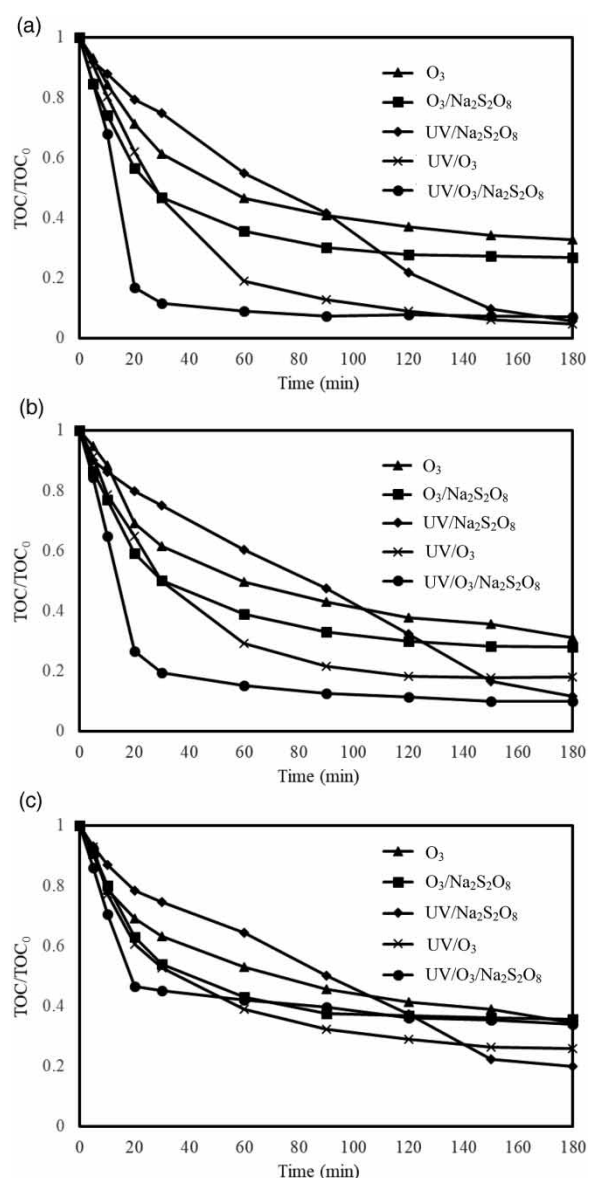 (a)
1
0.8
0.6
0.4
0.2
0
TOC/TOC₀
O₃
O₃/Na₂S₂O₈
UV/Na₂S₂O₈
UV/O₃
UV/O₃/Na₂S₂O₈
0 20 40 60 80 100 120 140 160 180
Time (min)
(b)
1
0.8
0.6
0.4
0.2
0
TOC/TOC₀
O₃
O₃/Na₂S₂O₈
UV/Na₂S₂O₈
UV/O₃
UV/O₃/Na₂S₂O₈
0 20 40 60 80 100 120 140 160 180
Time (min)
(c)
1
0.8
0.6
0.4
0.2
0
TOC/TOC₀
O₃
O₃/Na₂S₂O₈
UV/Na₂S₂O₈
UV/O₃
UV/O₃/Na₂S₂O₈
0 20 40 60 80 100 120 140 160 180
Time (min)